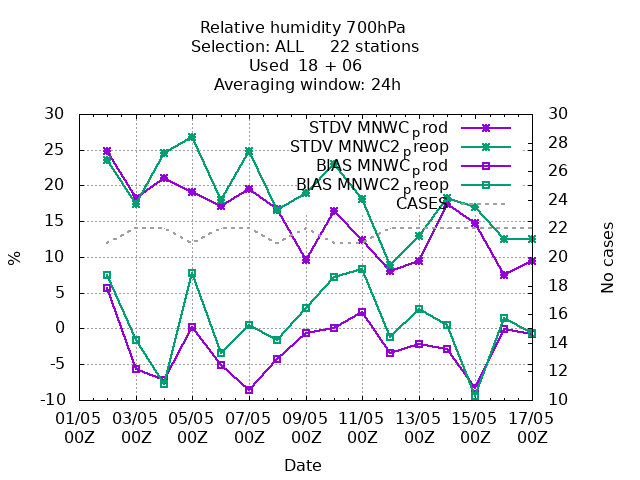 Relative humidity 700hPa
Selection: ALL 22 stations
Used 18 + 06
Averaging window: 24h
STDV MNWC_prod
STDV MNWC2_preop
BIAS MNWC_prod
BIAS MNWC2_preop
CASES
30
25
20
15
10
5
0
-5
-10
30
28
26
24
22
20
18
16
14
12
10
%
No cases
01/05 03/05 05/05 07/05 09/05 11/05 13/05 15/05 17/05
00Z 00Z 00Z 00Z 00Z 00Z 00Z 00Z 00Z
Date